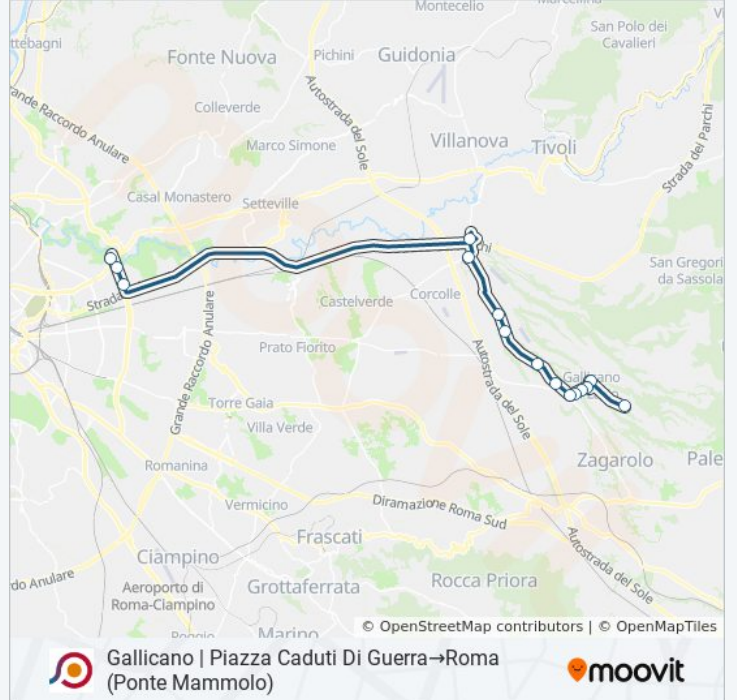 Montecelio
Marcellina
San Polo dei
Cavalieri
ttebagni
Fonte Nuova
Pichini
Guidonia
ande Raccordo Anulare
Colleverde
Autostrada del Sole
Marco Simone
Villanova
Tivoli
Strada dei Parchi
Casal Monastero
Setteville
hi
San Gregori
da Sassola
Strada
Castelverde
Corcolle
Grande Raccordo Anulare
Prato Fiorito
Autostrada del Sole
Gallicano
Torre Gaia
Villa Verde
Romanina
Zagarolo
Pale
Vermicino
Diramazione Roma Sud
Frascati
Ciampino
Autostrada del Sole
do Anulare
Aeroporto di
Roma-Ciampino
Grottaferrata
Rocca Priora
Poggio
Marino
© OpenStreetMap contributors | © OpenMapTiles
Gallicano | Piazza Caduti Di Guerra→Roma
(Ponte Mammolo)
moovit